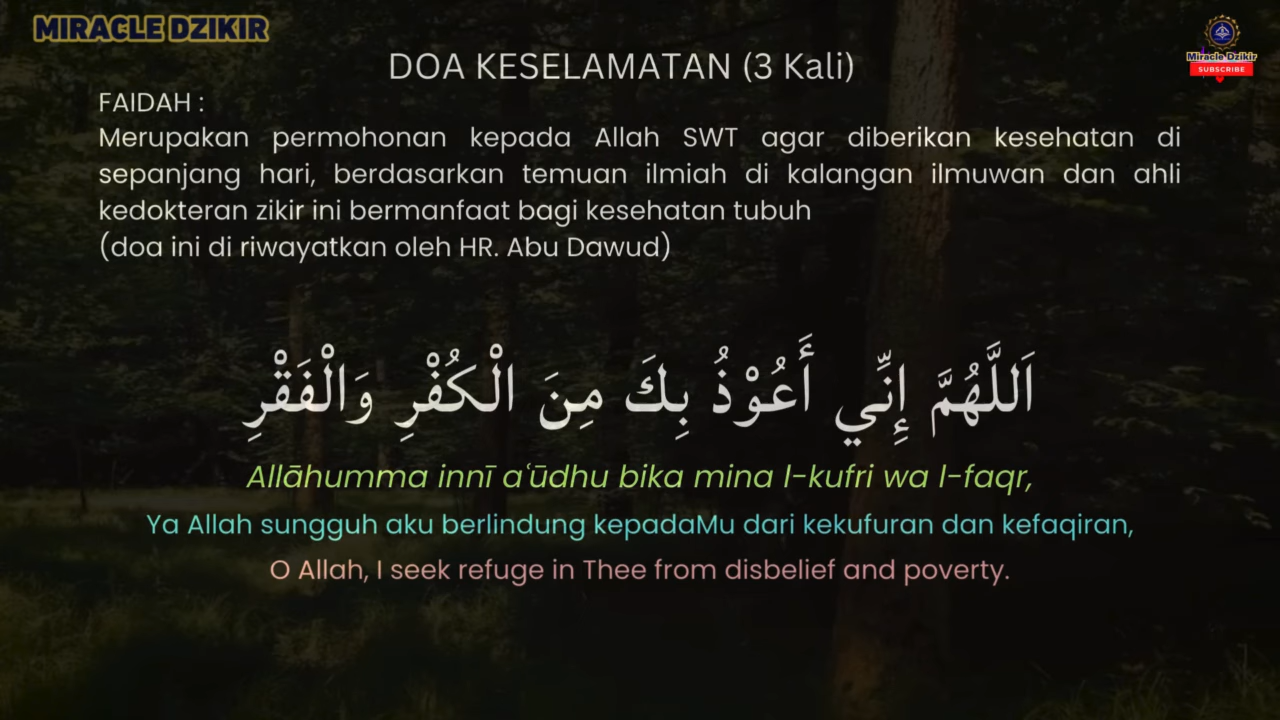 MIRACLE DZIKIR
Miracle Dzikir
SUBSCRIBE
DOA KESELAMATAN (3 Kali)
FAIDAH :
Merupakan permohonan kepada Allah SWT agar diberikan kesehatan di
sepanjang hari, berdasarkan temuan ilmiah di kalangan ilmuwan dan ahli
kedokteran zikir ini bermanfaat bagi kesehatan tubuh
(doa ini di riwayatkan oleh HR. Abu Dawud)
اَللَّهُمَّ إِنِّي أَعُوْذُ بِكَ مِنَ الْكُفْرِ وَالْفَقْرِ
Allāhumma innī aʿūdhu bika mina l-kufri wa l-faqr,
Ya Allah sungguh aku berlindung kepadaMu dari kekufuran dan kefaqiran,
O Allah, I seek refuge in Thee from disbelief and poverty.